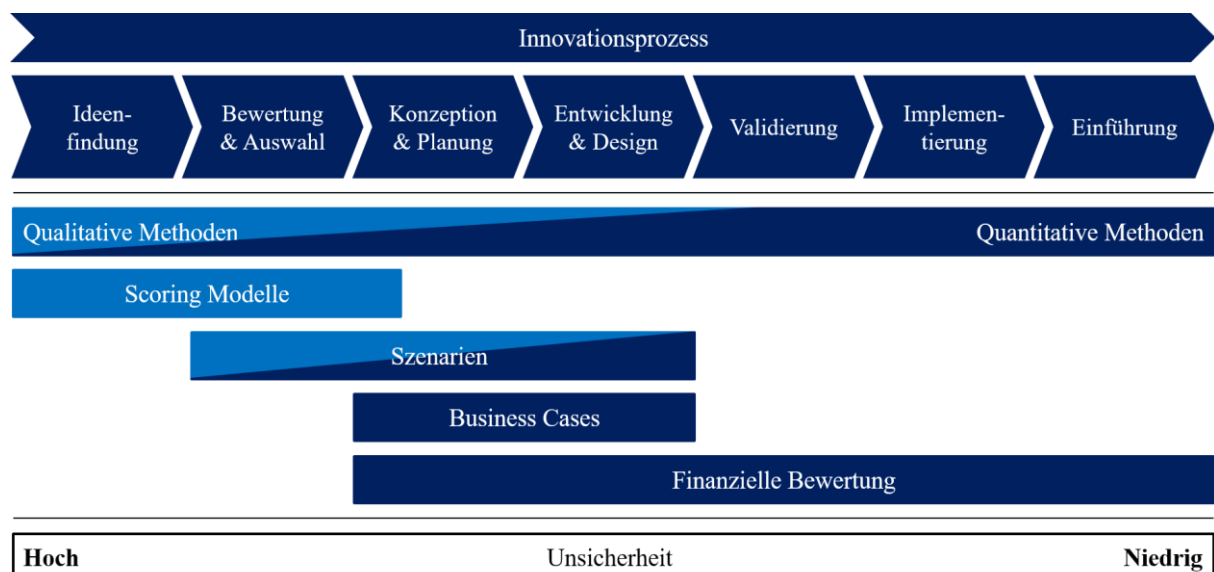 Innovationsprozess
Ideen-
findung
Bewertung
& Auswahl
Konzeption
& Planung
Entwicklung
& Design
Validierung
Implemen-
tierung
Einführung
Qualitative Methoden
Quantitative Methoden
Scoring Modelle
Szenarien
Business Cases
Finanzielle Bewertung
Hoch
Unsicherheit
Niedrig